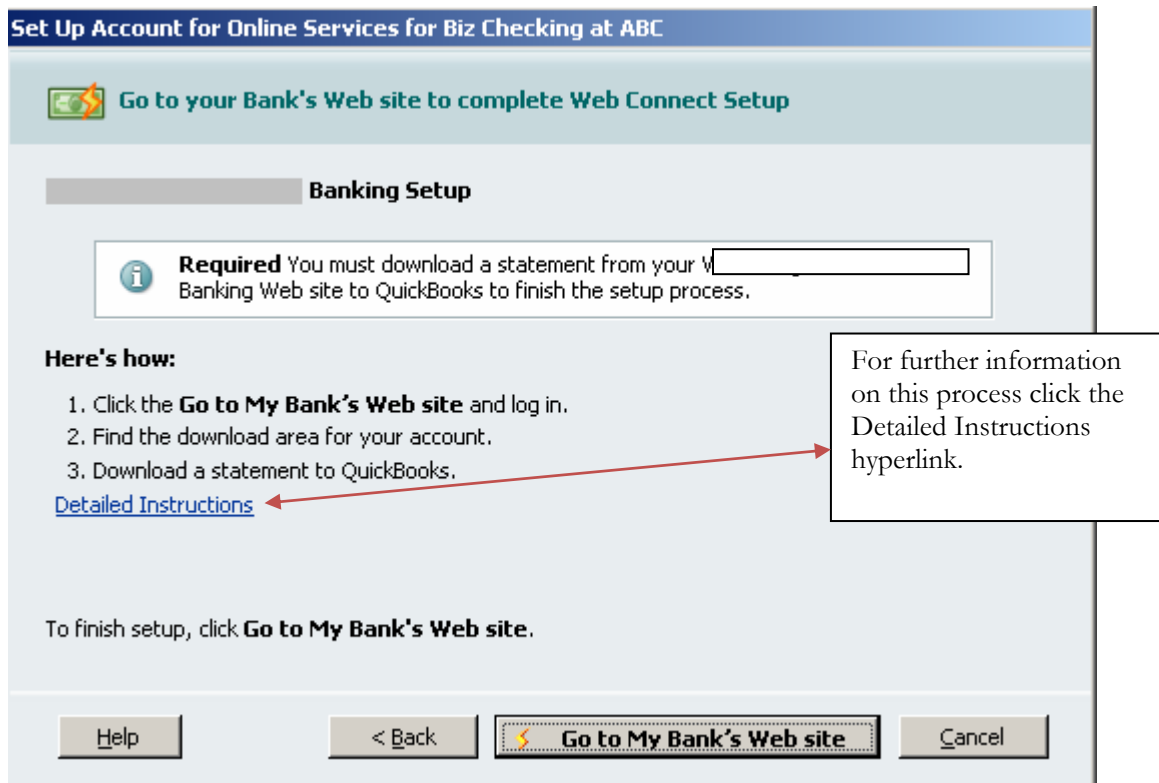 Set Up Account for Online Services for Biz Checking at ABC
Go to your Bank's Web site to complete Web Connect Setup
Banking Setup
Required You must download a statement from your
Banking Web site to QuickBooks to finish the setup process.
Here's how:
1. Click the Go to My Bank's Web site and log in.
2. Find the download area for your account.
3. Download a statement to QuickBooks.
Detailed Instructions
For further information
on this process click the
Detailed Instructions
hyperlink.
To finish setup, click Go to My Bank's Web site.
Help
< Back
Go to My Bank's Web site
Cancel